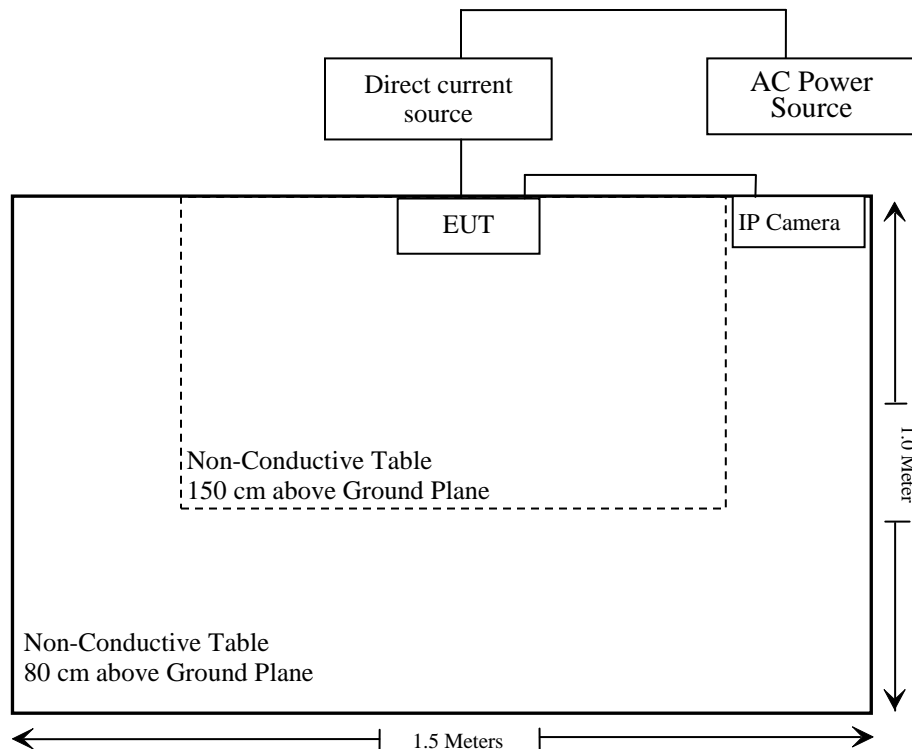 Direct current
source
AC Power
Source
EUT
IP Camera
Non-Conductive Table
150 cm above Ground Plane
1.0 Meter
Non-Conductive Table
80 cm above Ground Plane
1.5 Meters